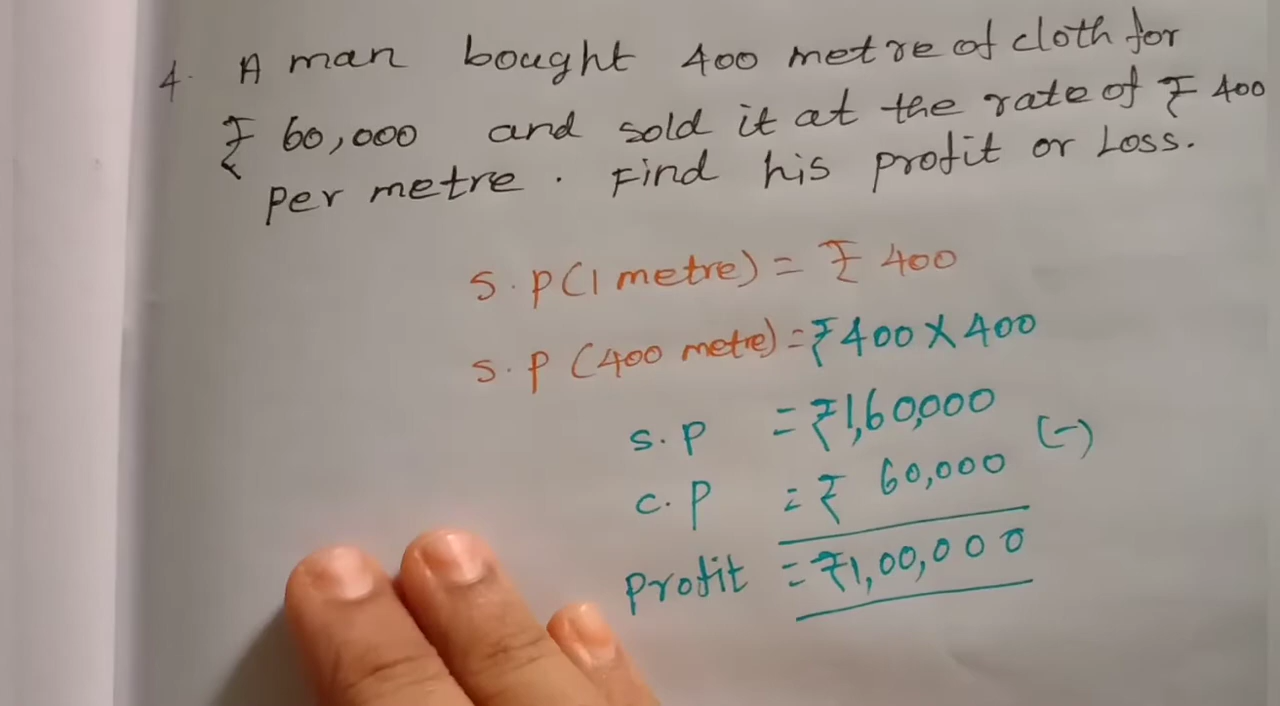 4. A man bought 400 metre of cloth for
₹ 60,000 and sold it at the rate of ₹ 400
per metre. Find his profit or Loss.
S.P(1 metre) = ₹ 400
S.P (400 metre) = ₹400 X 400
S.P = ₹1,60,000
C.P = ₹ 60,000 (-)
Profit = ₹1,00,000